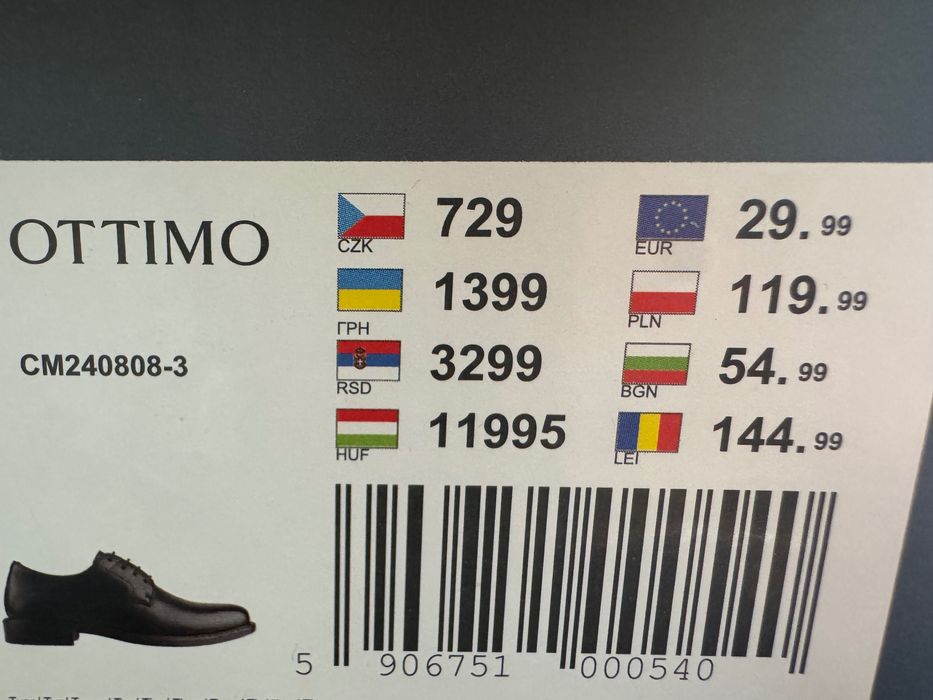 OTTIMO
CM240808-3
CZK 729
ГРН 1399
RSD 3299
HUF 11995
EUR 29.99
PLN 119.99
BGN 54.99
LEI 144.99
5 906751 000540